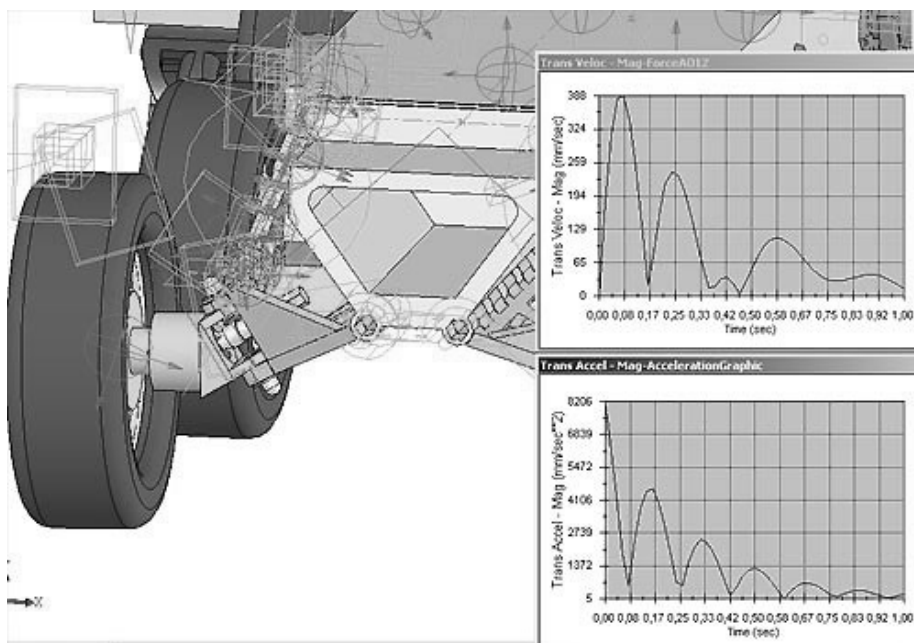 Trans Veloc - Mag-ForceA012
Trans Veloc - Mag (mm/sec)
388
324
259
194
129
65
0
0,00 0,08 0,17 0,25 0,33 0,42 0,50 0,58 0,67 0,75 0,83 0,92 1,00
Time (sec)
Trans Accel - Mag-AccelerationGraphic
Trans Accel - Mag (mm/sec**2)
8206
6839
5472
4106
2739
1372
5
0,00 0,08 0,17 0,25 0,33 0,42 0,50 0,58 0,67 0,75 0,83 0,92 1,00
Time (sec)
X